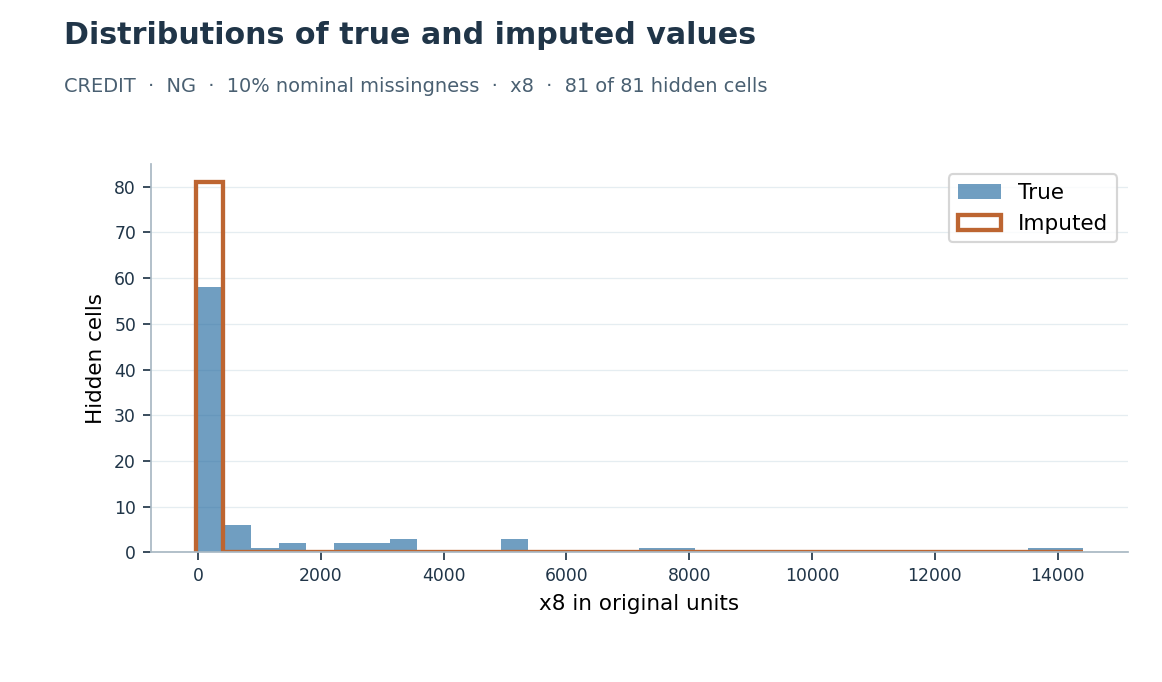 Distributions of true and imputed values
CREDIT · NG · 10% nominal missingness · x8 · 81 of 81 hidden cells
True
Imputed
Hidden cells
80
70
60
50
40
30
20
10
0
0 2000 4000 6000 8000 10000 12000 14000
x8 in original units